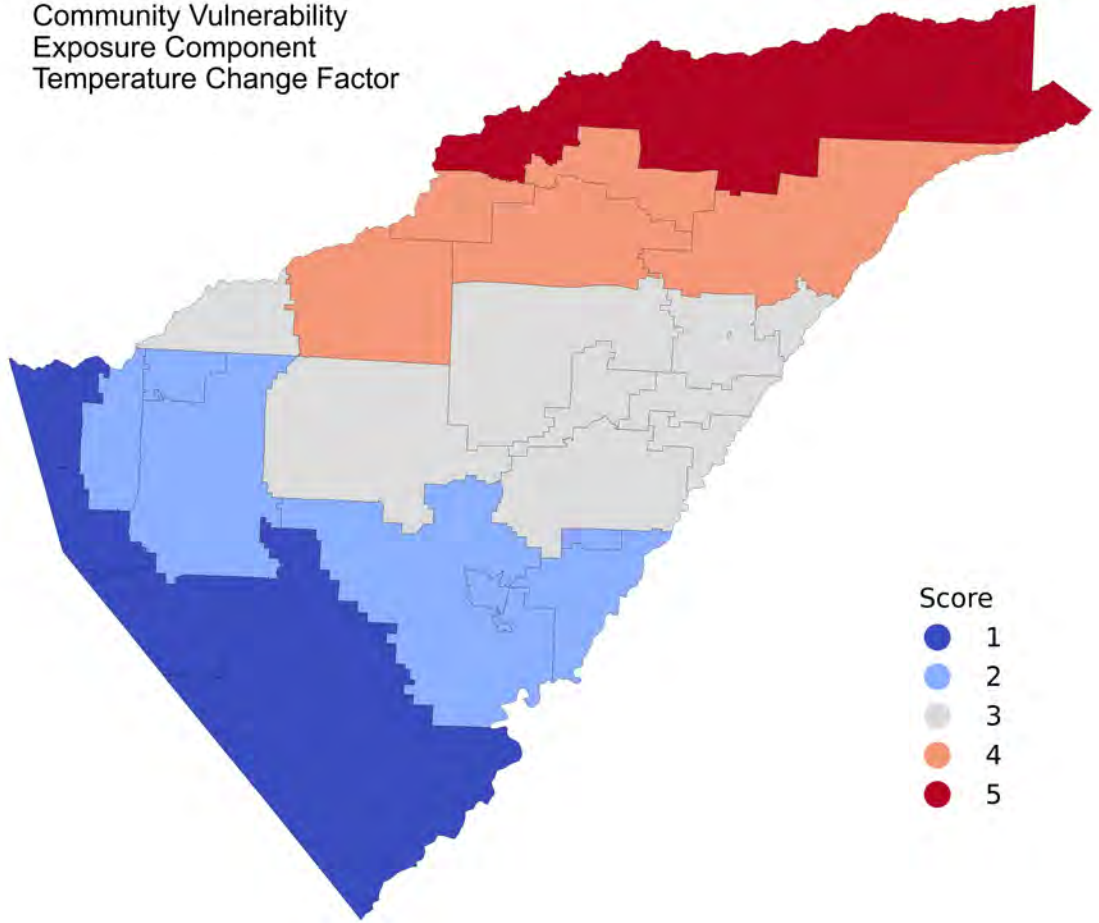 Community Vulnerability
Exposure Component
Temperature Change Factor
Score
1
2
3
4
5